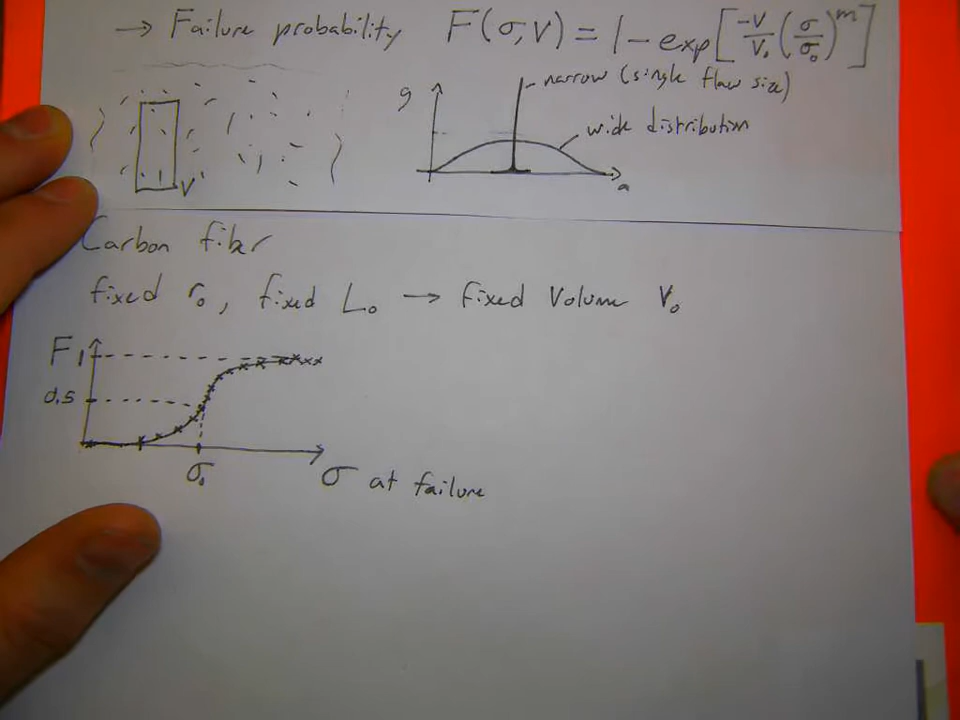 → Failure probability F(σ,V) = 1 - exp[-V/V₀ (σ/σ₀)^m]
g narrow (single flaw size)
wide distribution
V a
Carbon fiber
fixed r₀, fixed L₀ → fixed Volume V₀
F 1
0.5
σ₀ σ at failure